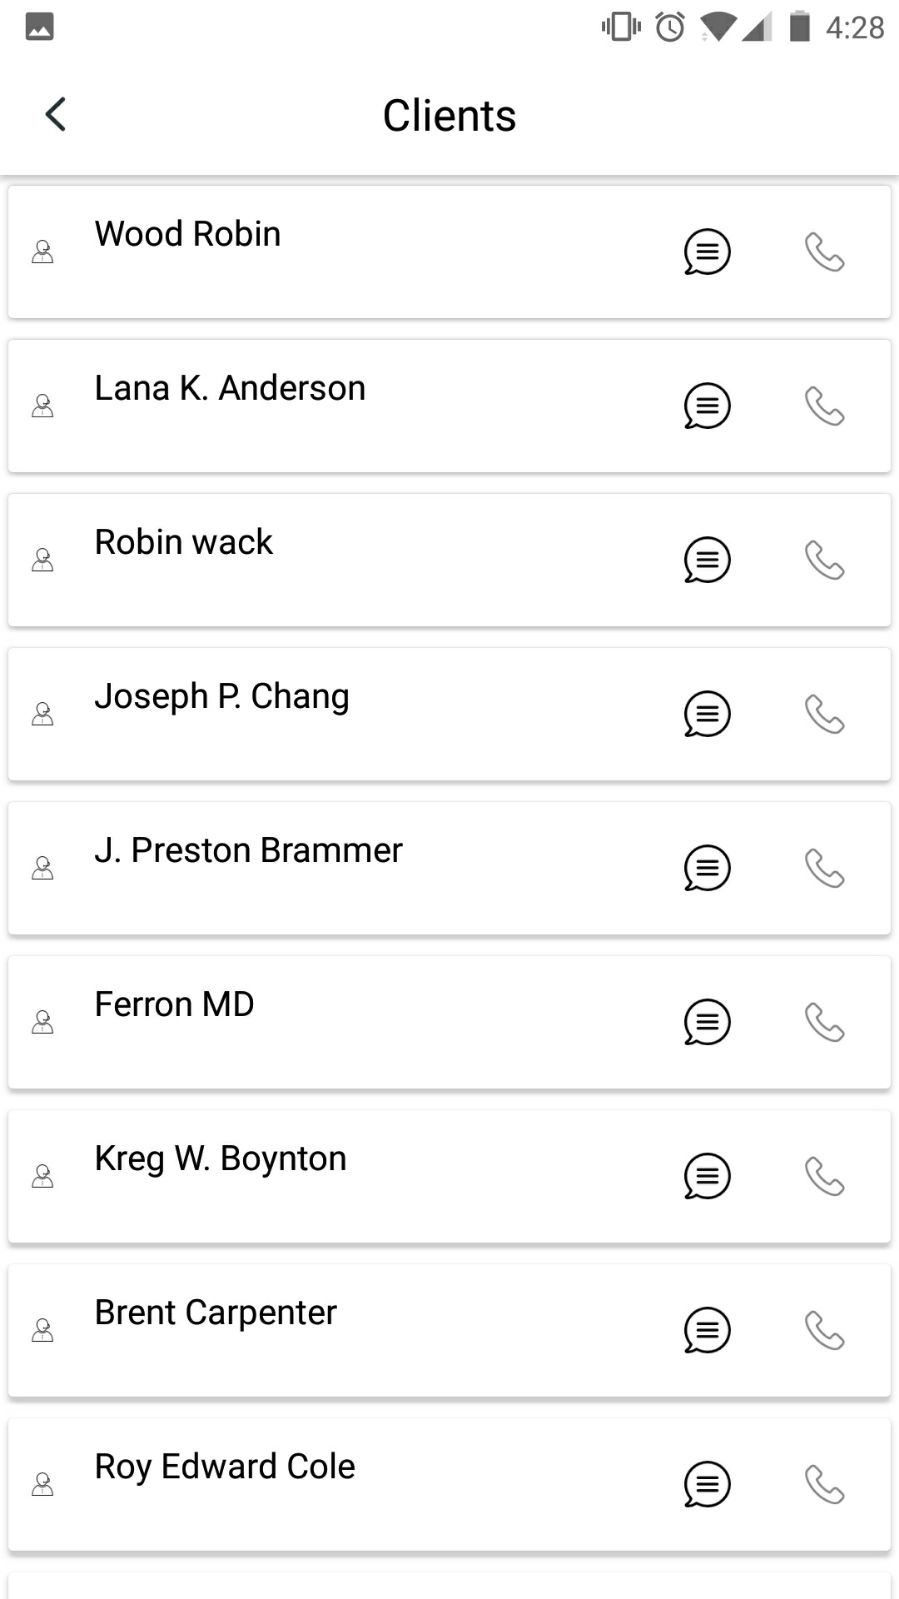 4:28
Clients
Wood Robin
Lana K. Anderson
Robin wack
Joseph P. Chang
J. Preston Brammer
Ferron MD
Kreg W. Boynton
Brent Carpenter
Roy Edward Cole